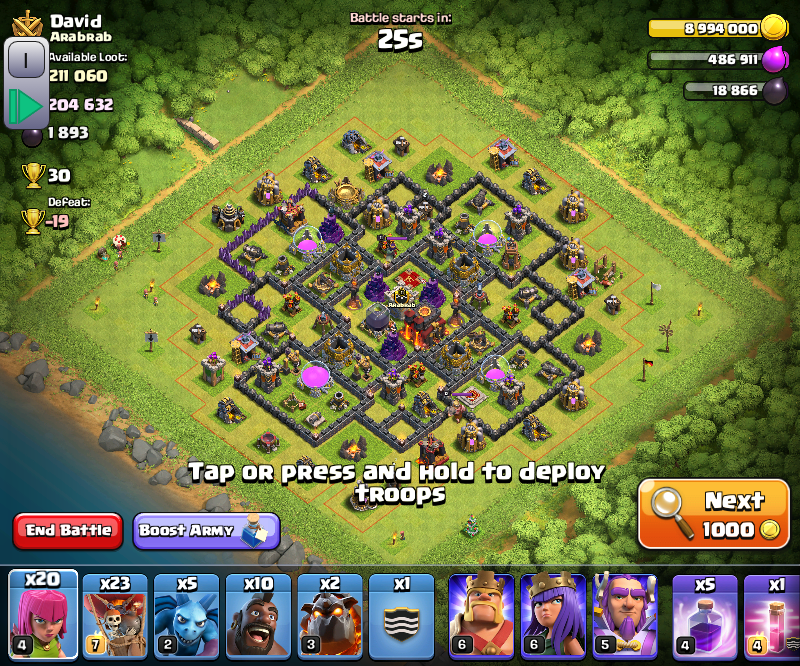 David
Arabrab
Available Loot:
211 060
204 632
1 893
30
Defeat:
-19
Battle starts in:
25s
8 994 000
486 911
18 866
Arabrab
Tap or press and hold to deploy
troops
End Battle
Boost Army
Next
1000
x20
x23
x5
x10
x2
x1
x5
x1
4
7
2
3
6
6
5
4
4